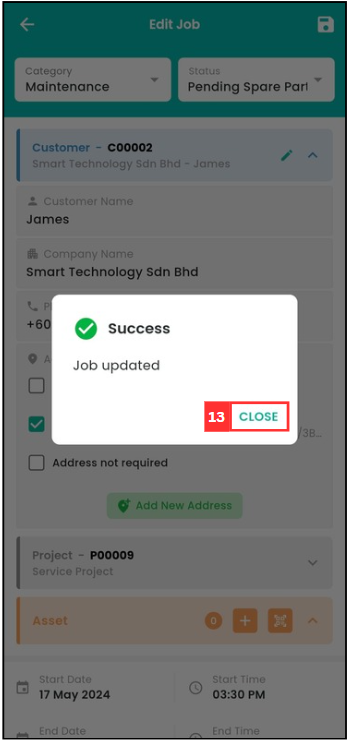 Edit Job
Category
Maintenance
Status
Pending Spare Part
Customer - C00002
Smart Technology Sdn Bhd - James
Customer Name
James
Company Name
Smart Technology Sdn Bhd
+60
Success
Job updated
13 CLOSE
/3B...
Address not required
Add New Address
Project - P00009
Service Project
Asset
0
Start Date
17 May 2024
Start Time
03:30 PM
End Date
End Time